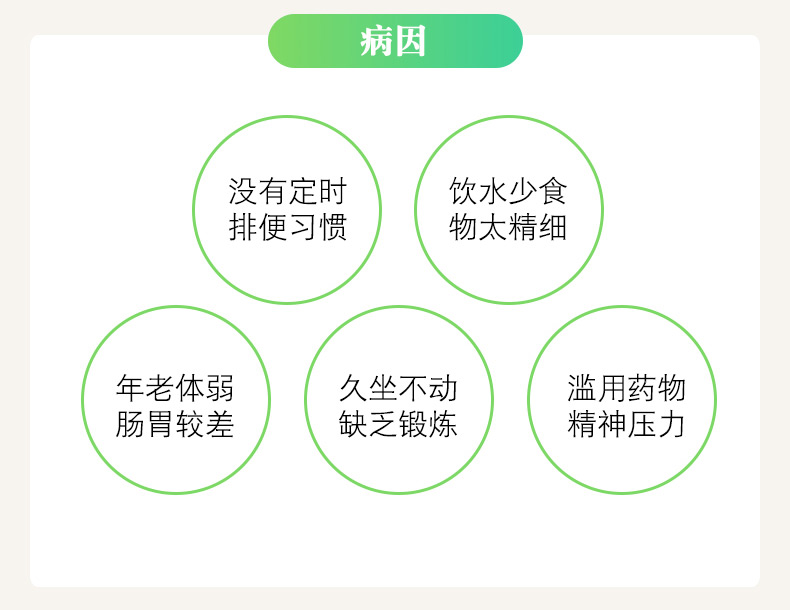 病因
没有定时
排便习惯
饮水少食
物太精细
年老体弱
肠胃较差
久坐不动
缺乏锻炼
滥用药物
精神压力